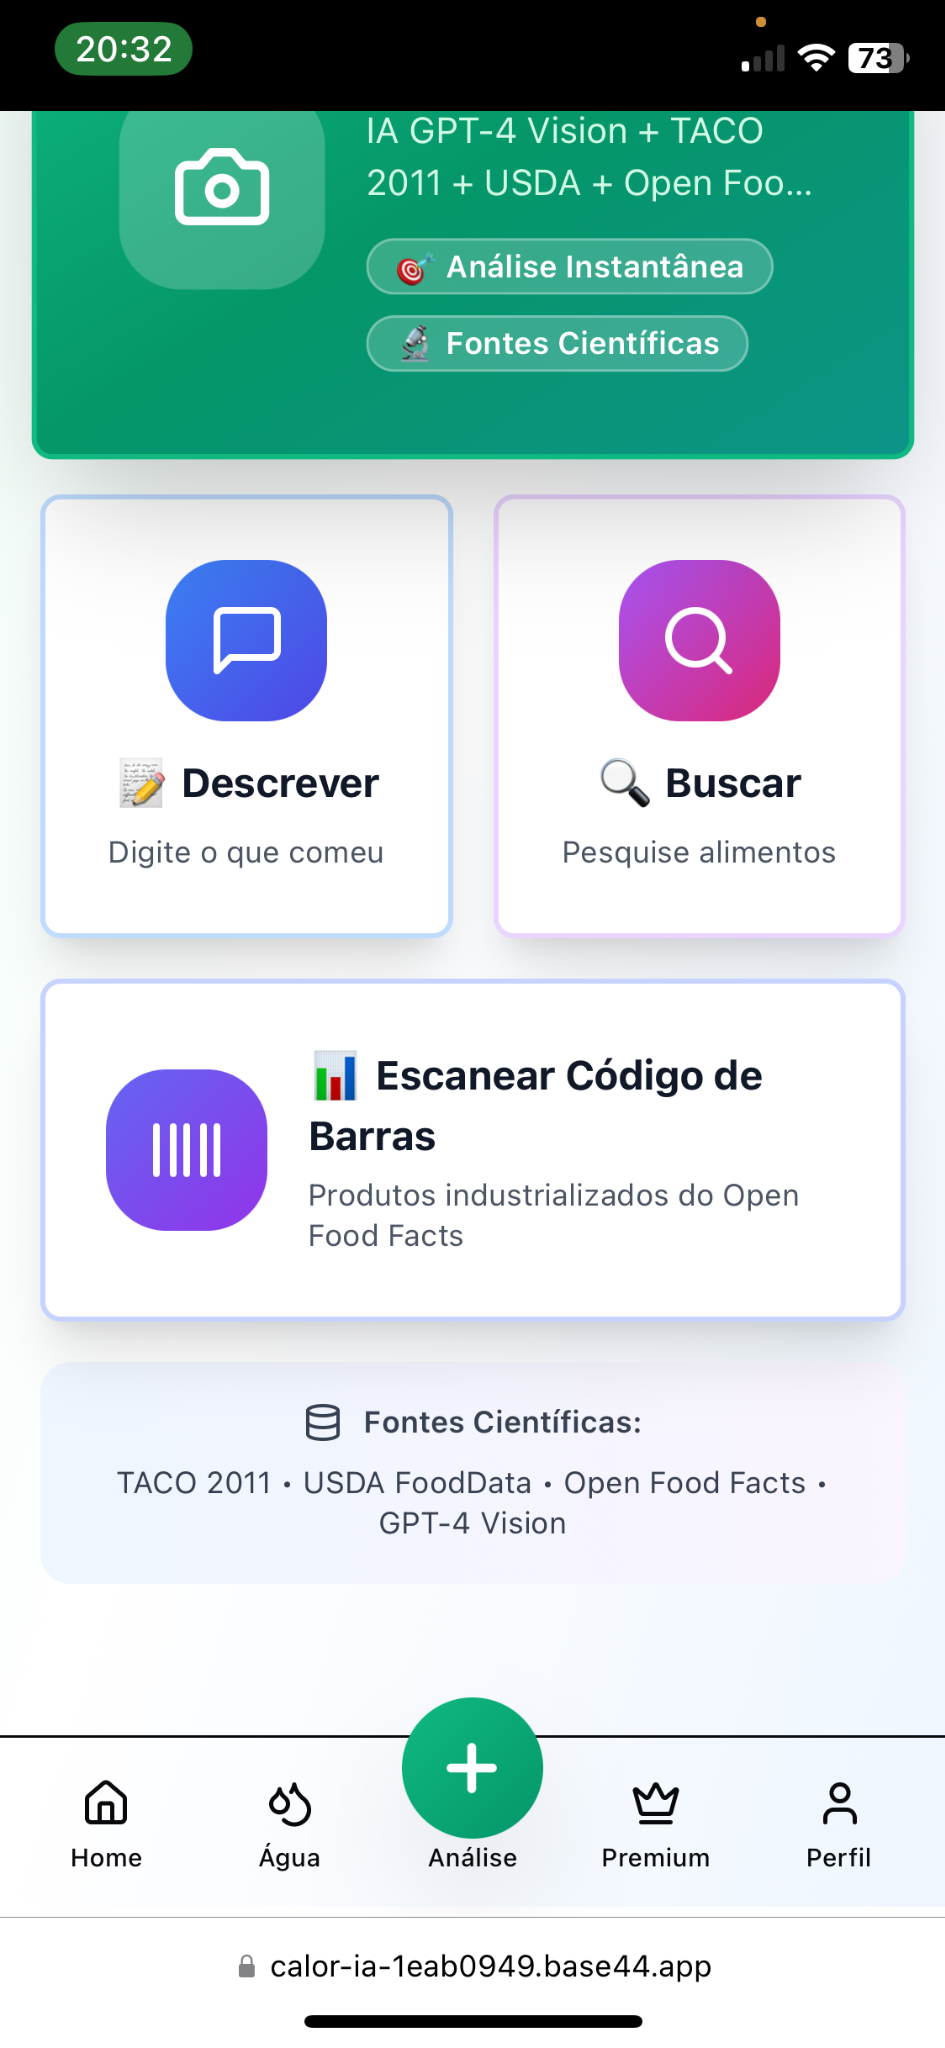 20:32
73
IA GPT-4 Vision + TACO
2011 + USDA + Open Foo...
🎯 Análise Instantânea
🔬 Fontes Científicas
📝 Descrever
Digite o que comeu
🔍 Buscar
Pesquise alimentos
📊 Escanear Código de
Barras
Produtos industrializados do Open
Food Facts
Fontes Científicas:
TACO 2011 • USDA FoodData • Open Food Facts •
GPT-4 Vision
Home
Água
Análise
Premium
Perfil
calor-ia-1eab0949.base44.app